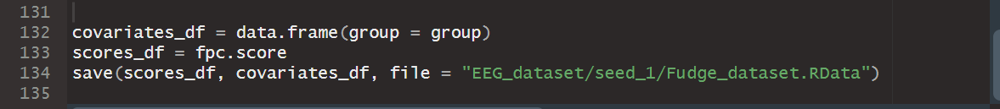 131
132 covariates_df = data.frame(group = group)
133 scores_df = fpc.score
134 save(scores_df, covariates_df, file = "EEG_dataset/seed_1/Fudge_dataset.RData")
135